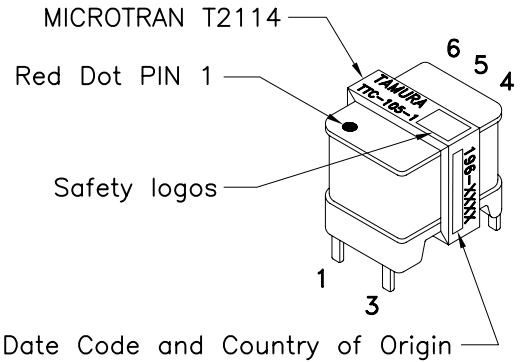 MICROTRAN T2114
6 5 4
Red Dot PIN 1
TAMURA
TTC-105-1
196-XXXX
Safety logos
1
3
Date Code and Country of Origin